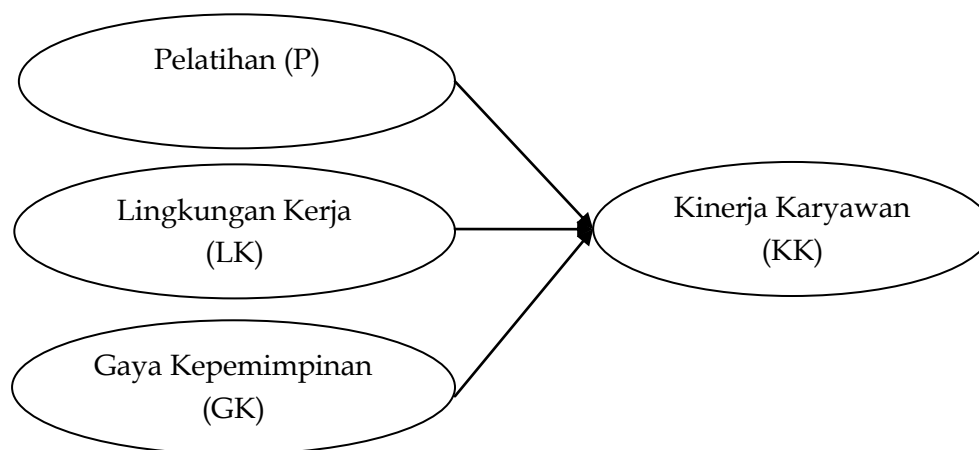 Pelatihan (P)
Lingkungan Kerja
(LK)
Gaya Kepemimpinan
(GK)
Kinerja Karyawan
(KK)